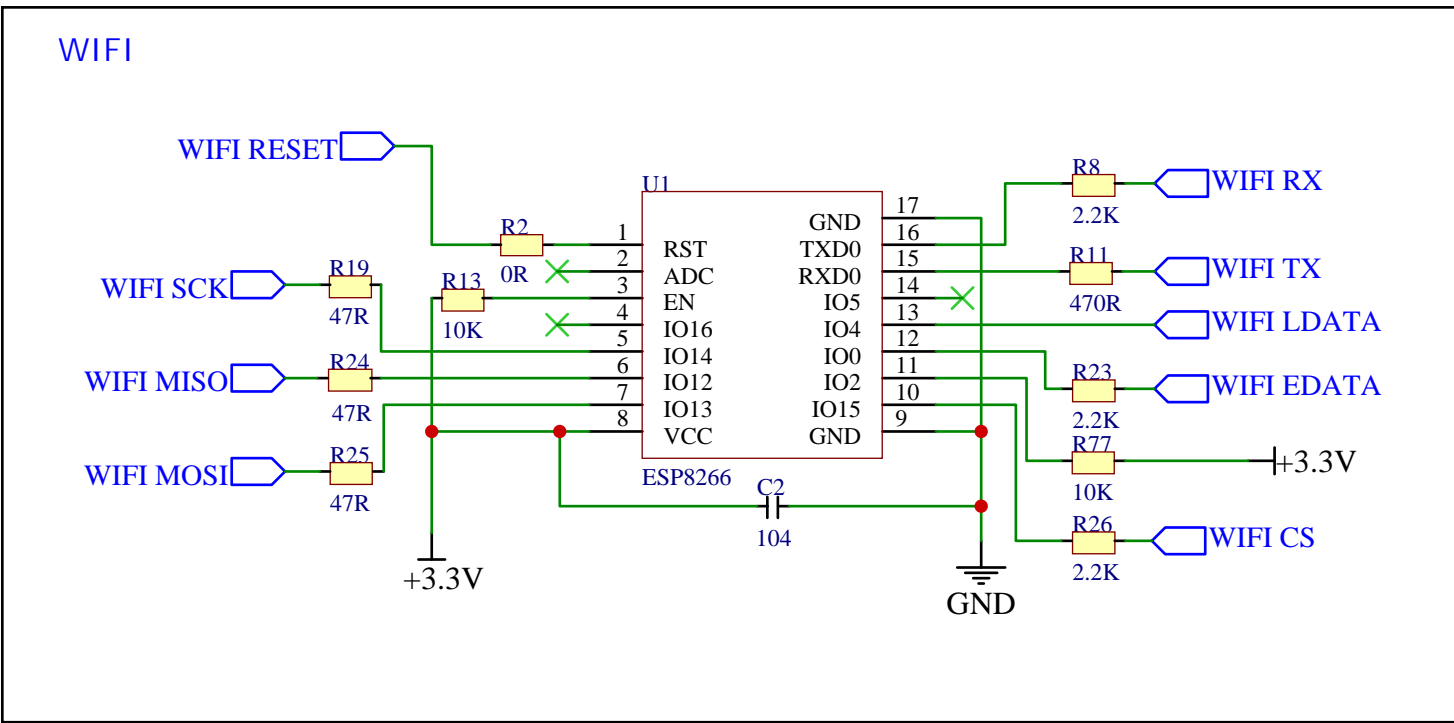 WIFI
WIFI RESET
R2
0R
WIFI SCK
R19
47R
R13
10K
WIFI MISO
R24
47R
WIFI MOSI
R25
47R
+3.3V
U1
1 RST
2 ADC
3 EN
4 IO16
5 IO14
6 IO12
7 IO13
8 VCC
GND 17
TXD0 16
RXD0 15
IO5 14
IO4 13
IO0 12
IO2 11
IO15 10
GND 9
ESP8266
C2
104
GND
R8
2.2K
WIFI RX
R11
470R
WIFI TX
WIFI LDATA
R23
2.2K
WIFI EDATA
R77
10K
+3.3V
R26
2.2K
WIFI CS